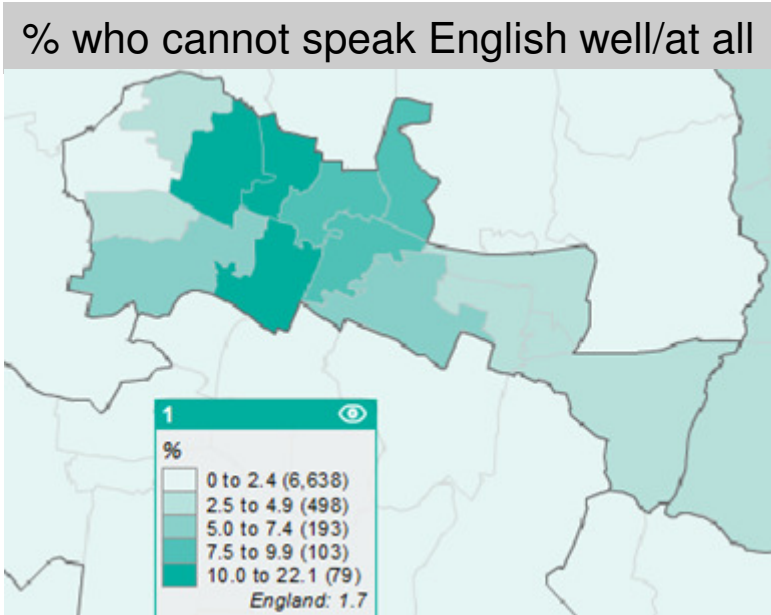 % who cannot speak English well/at all
1
%
0 to 2.4 (6,638)
2.5 to 4.9 (498)
5.0 to 7.4 (193)
7.5 to 9.9 (103)
10.0 to 22.1 (79)
England: 1.7